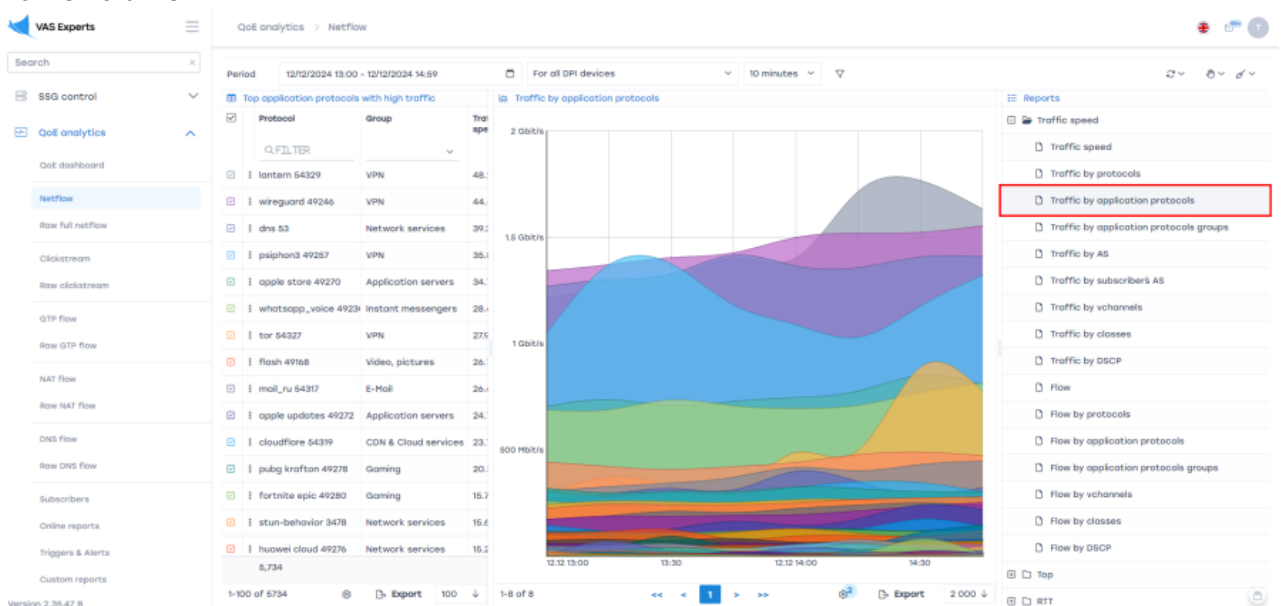 VAS Experts
QoE analytics > Netflow
99+
T
Search ×
Period 12/12/2024 13:00 - 12/12/2024 14:59 For all DPI devices 10 minutes
SSG control
QoE analytics
QoE dashboard
Netflow
Raw full netflow
Clickstream
Raw clickstream
GTP flow
Raw GTP flow
NAT flow
Raw NAT flow
DNS flow
Raw DNS flow
Subscribers
Online reports
Triggers & Alerts
Custom reports
Version 2.36.47 B
Top application protocols with high traffic
Protocol Group
FILTER
lantern 54329 VPN
wireguard 49246 VPN
dns 53 Network services
psiphon3 49257 VPN
apple store 49270 Application servers
whatsapp_voice Instant messengers
tor 54327 VPN
flash 49168 Video, pictures
mail_ru 54317 E-Mail
apple updates 49272 Application servers
cloudflare 54319 CDN & Cloud services
pubg krafton 49278 Gaming
fortnite epic 49280 Gaming
stun-behavior 3478 Network services
huawei cloud 49276 Network services
5,734
1-100 of 5734 Export 100
Traffic by application protocols
2 Gbit/s
1.5 Gbit/s
1 Gbit/s
500 Mbit/s
12.12 13:00 13:30 12.12 14:00 14:30
1-8 of 8 << < 1 > >> 2 Export 2 000
Reports
Traffic speed
Traffic speed
Traffic by protocols
Traffic by application protocols
Traffic by application protocols groups
Traffic by AS
Traffic by subscribers AS
Traffic by vchannels
Traffic by classes
Traffic by DSCP
Flow
Flow by protocols
Flow by application protocols
Flow by application protocols groups
Flow by vchannels
Flow by classes
Flow by DSCP
Top
RTT